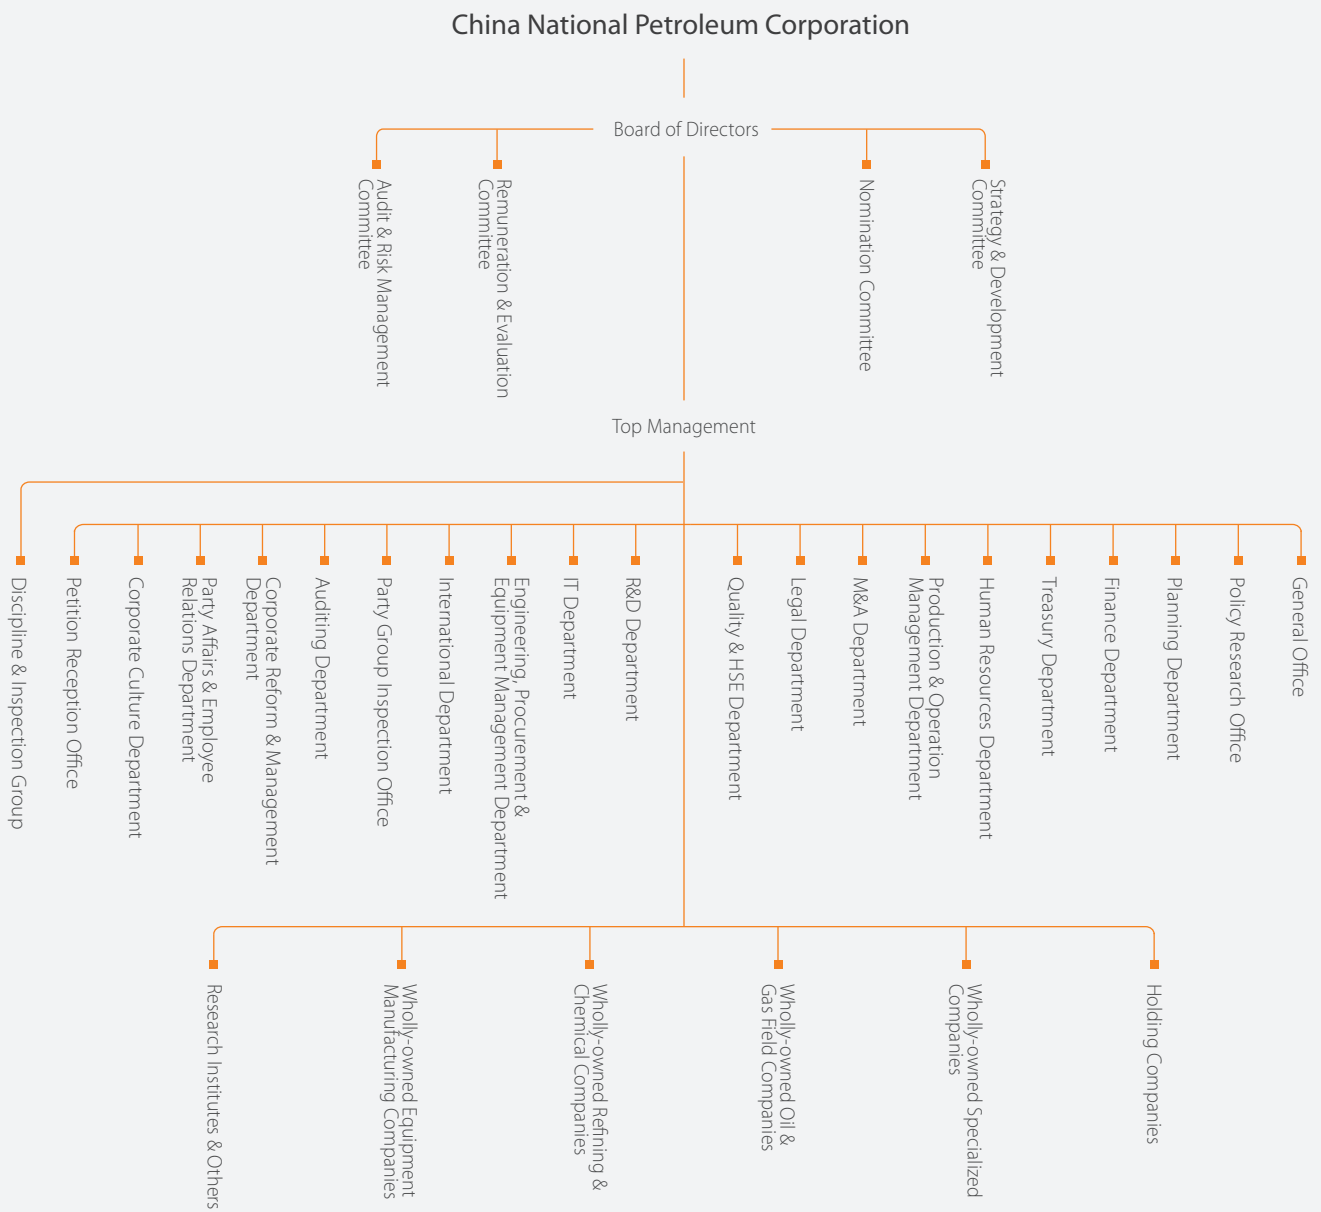 China National Petroleum Corporation
Board of Directors
Audit & Risk Management
Committee
Remuneration & Evaluation
Committee
Nomination Committee
Strategy & Development
Committee
Top Management
Discipline & Inspection Group
Petition Reception Office
Corporate Culture Department
Party Affairs & Employee
Relations Department
Corporate Reform & Management
Department
Auditing Department
Party Group Inspection Office
International Department
Engineering, Procurement &
Equipment Management Department
IT Department
R&D Department
Quality & HSE Department
Legal Department
M&A Department
Production & Operation
Management Department
Human Resources Department
Treasury Department
Finance Department
Planning Department
Policy Research Office
General Office
Research Institutes & Others
Wholly-owned Equipment
Manufacturing Companies
Wholly-owned Refining &
Chemical Companies
Wholly-owned Oil &
Gas Field Companies
Wholly-owned Specialized
Companies
Holding Companies